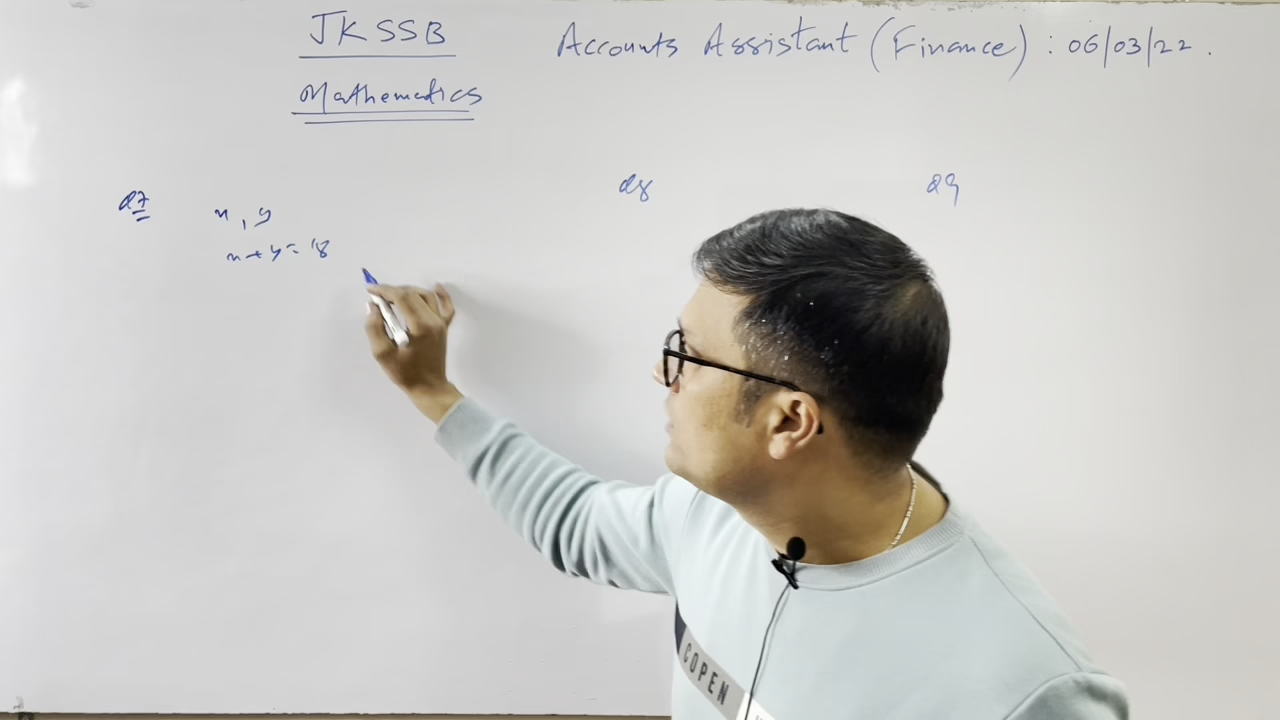 JKSSB
Accounts Assistant (Finance) : 06/03/22.
Mathematics
Q7
x, y
x + y = 18
Q8
Q9
COPEN